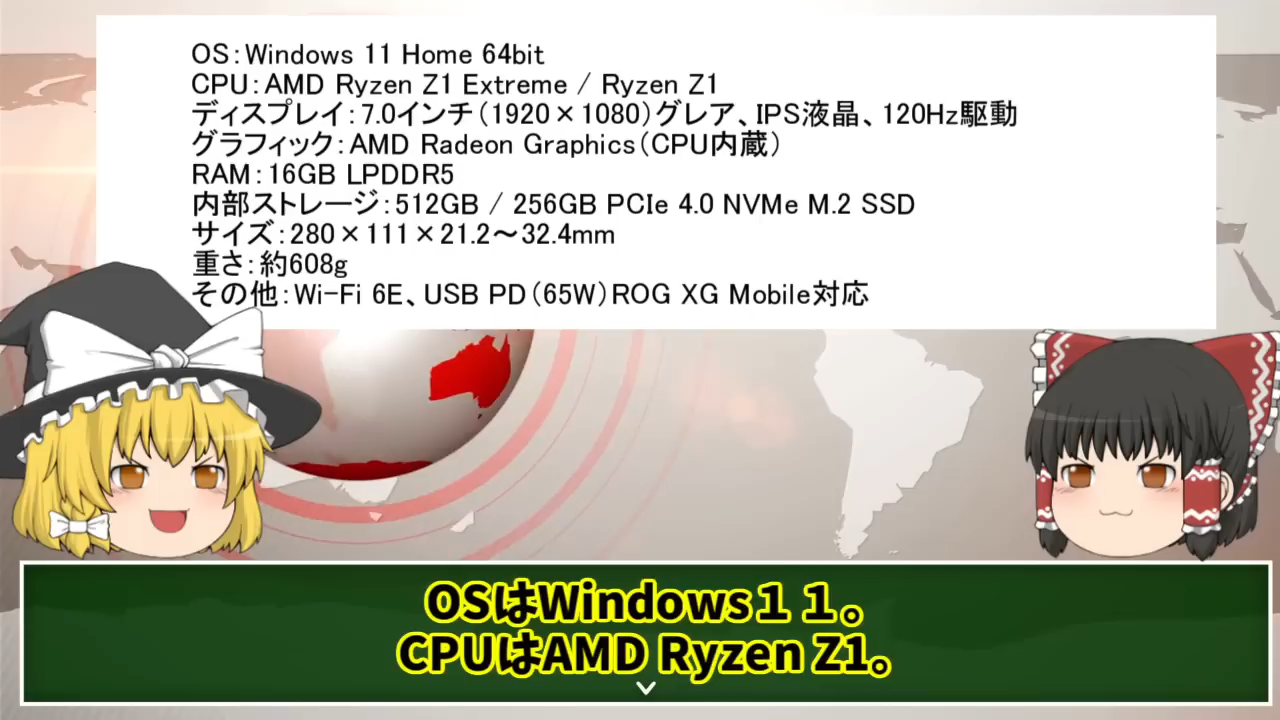 OS：Windows 11 Home 64bit
CPU：AMD Ryzen Z1 Extreme / Ryzen Z1
ディスプレイ：7.0インチ（1920×1080）グレア、IPS液晶、120Hz駆動
グラフィック：AMD Radeon Graphics（CPU内蔵）
RAM：16GB LPDDR5
内部ストレージ：512GB / 256GB PCIe 4.0 NVMe M.2 SSD
サイズ：280×111×21.2～32.4mm
重さ：約608g
その他：Wi-Fi 6E、USB PD（65W）ROG XG Mobile対応
OSはWindows１１。
CPUはAMD Ryzen Z1。